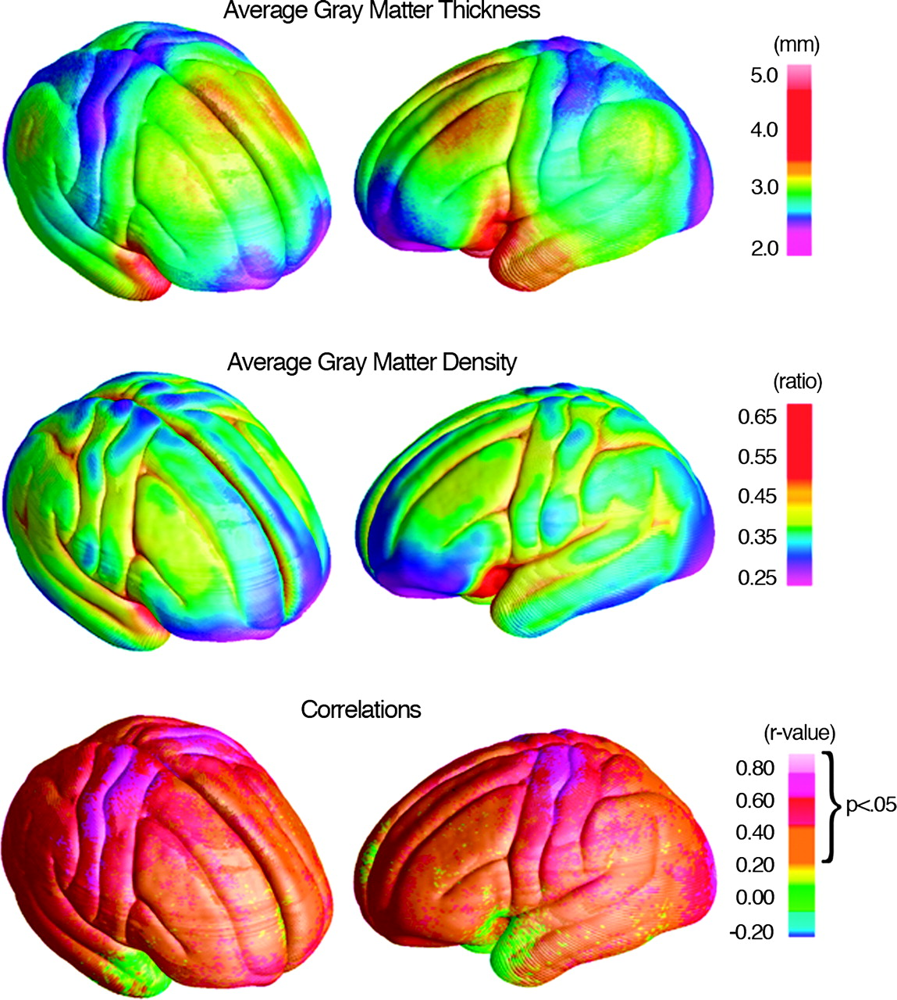 Average Gray Matter Thickness
(mm)
5.0
4.0
3.0
2.0
Average Gray Matter Density
(ratio)
0.65
0.55
0.45
0.35
0.25
Correlations
(r-value)
0.80
0.60
0.40
0.20
0.00
-0.20
p<.05